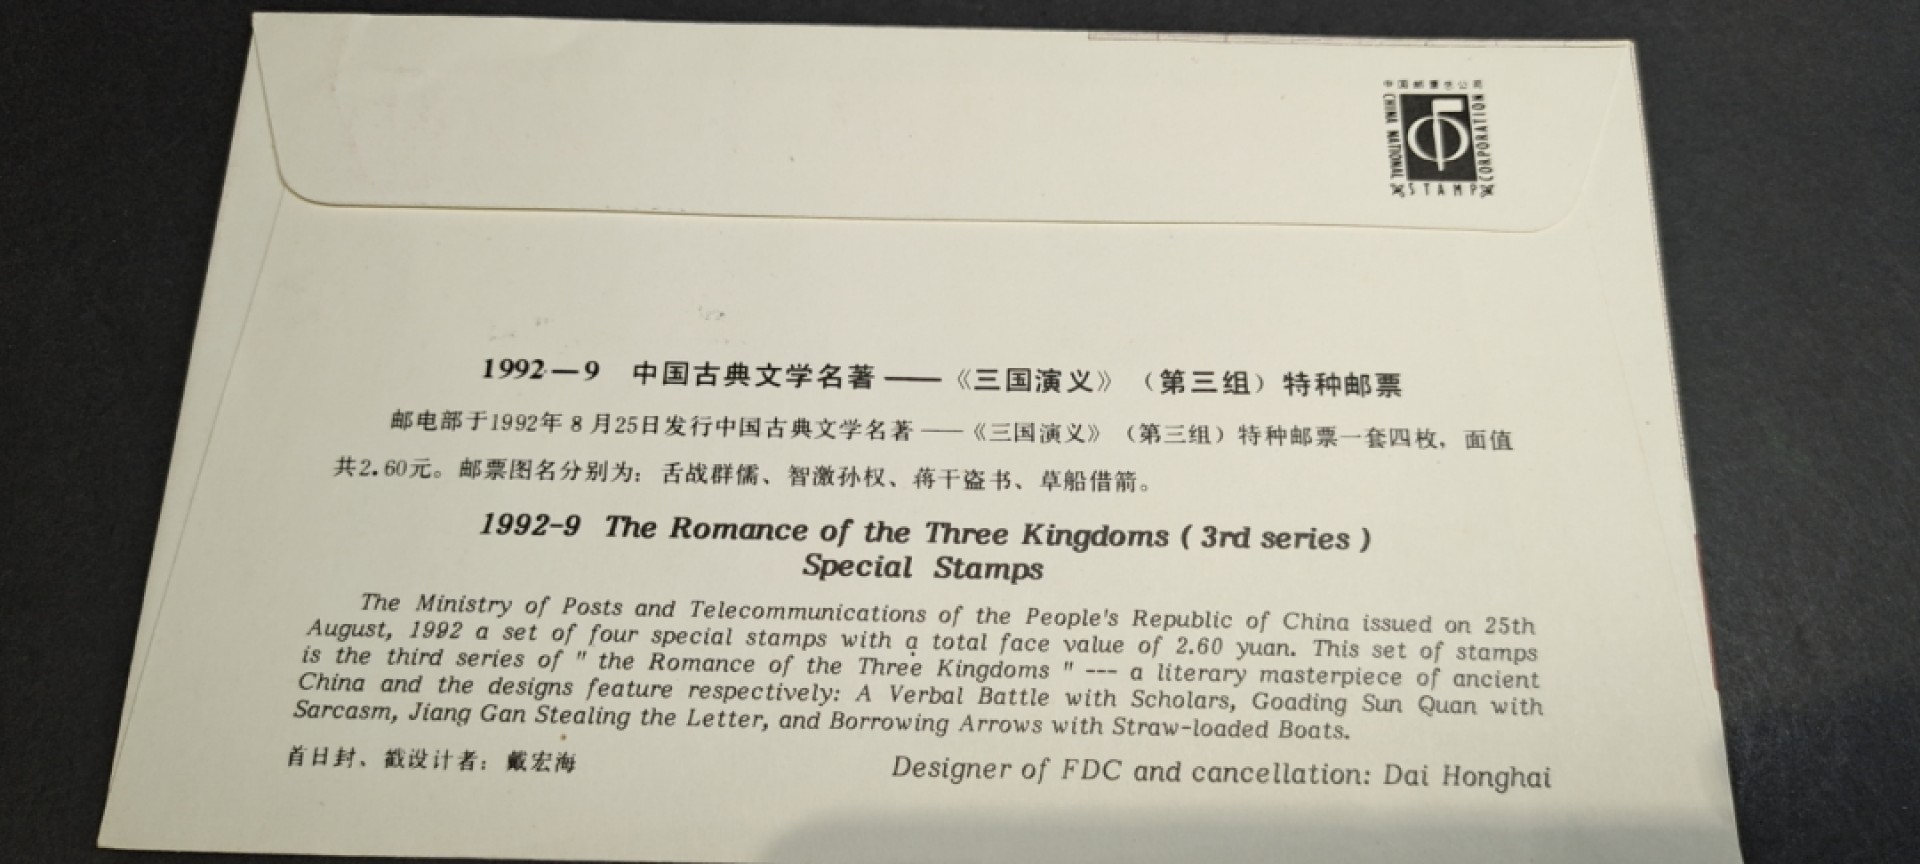 中国邮票总公司
CHINA NATIONAL
STAMP
CORPORATION
1992—9 中国古典文学名著——《三国演义》（第三组）特种邮票
邮电部于1992年8月25日发行中国古典文学名著——《三国演义》（第三组）特种邮票一套四枚，面值
共2.60元。邮票图名分别为：舌战群儒、智激孙权、蒋干盗书、草船借箭。
1992-9 The Romance of the Three Kingdoms ( 3rd series )
Special Stamps
The Ministry of Posts and Telecommunications of the People's Republic of China issued on 25th
August, 1992 a set of four special stamps with a total face value of 2.60 yuan. This set of stamps
is the third series of " the Romance of the Three Kingdoms " --- a literary masterpiece of ancient
China and the designs feature respectively: A Verbal Battle with Scholars, Goading Sun Quan with
Sarcasm, Jiang Gan Stealing the Letter, and Borrowing Arrows with Straw-loaded Boats.
首日封、戳设计者：戴宏海
Designer of FDC and cancellation: Dai Honghai